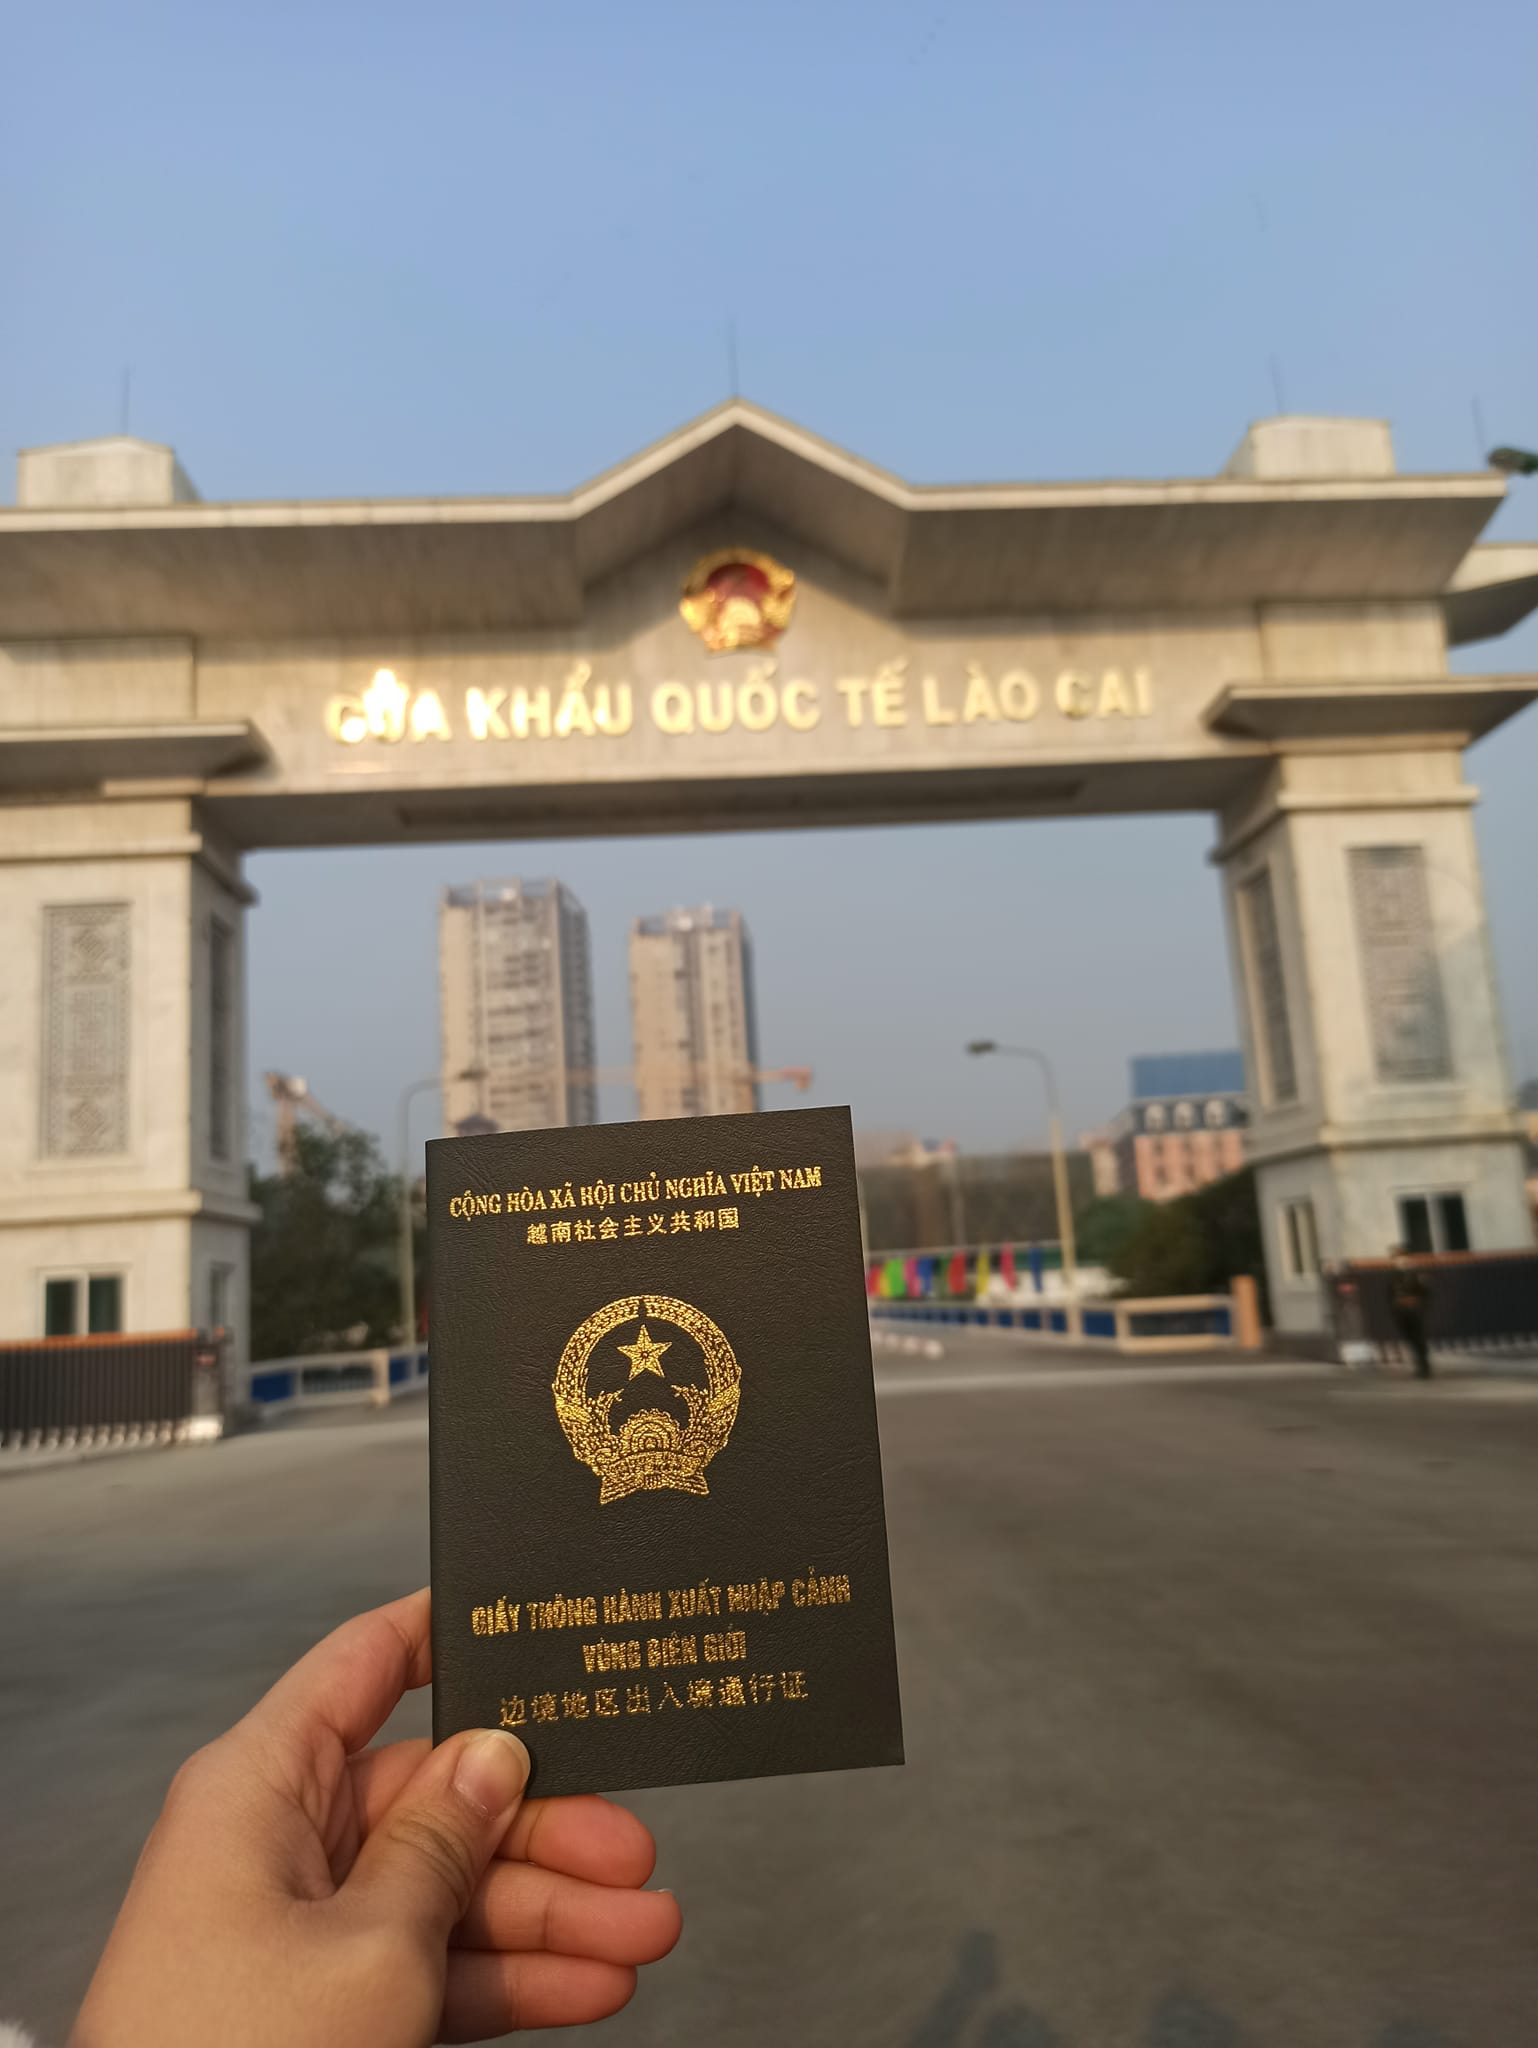 CỬA KHẨU QUỐC TẾ LÀO CAI
CỘNG HÒA XÃ HỘI CHỦ NGHĨA VIỆT NAM
越南社会主义共和国
GIẤY THÔNG HÀNH XUẤT NHẬP CẢNH
VÙNG BIÊN GIỚI
边境地区出入境通行证